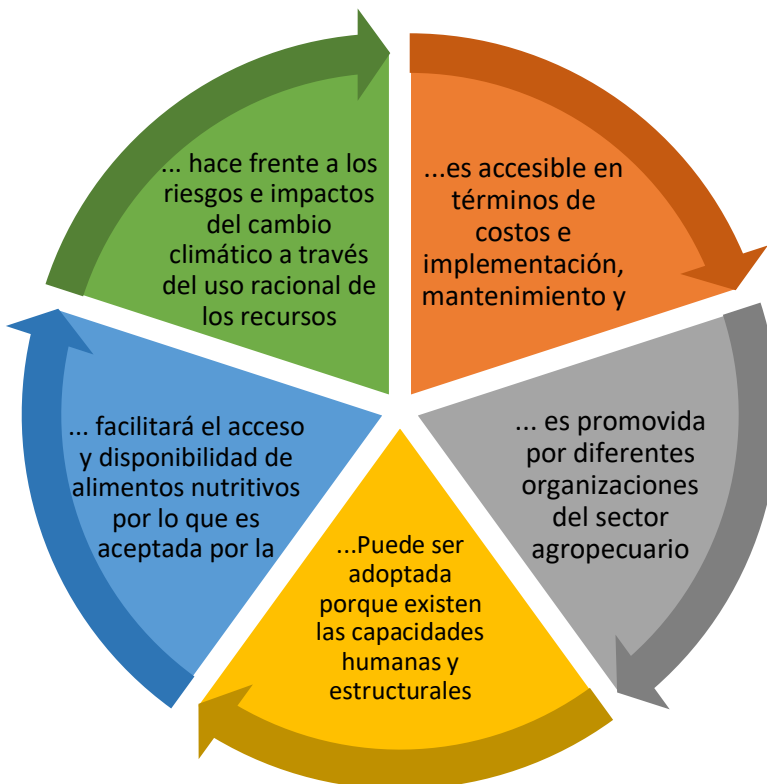 ... hace frente a los
riesgos e impactos
del cambio
climático a través
del uso racional de
los recursos
...es accesible en
términos de
costos e
implementación,
mantenimiento y
... es promovida
por diferentes
organizaciones
del sector
agropecuario
...Puede ser
adoptada
porque existen
las capacidades
humanas y
estructurales
... facilitará el acceso
y disponibilidad de
alimentos nutritivos
por lo que es
aceptada por la